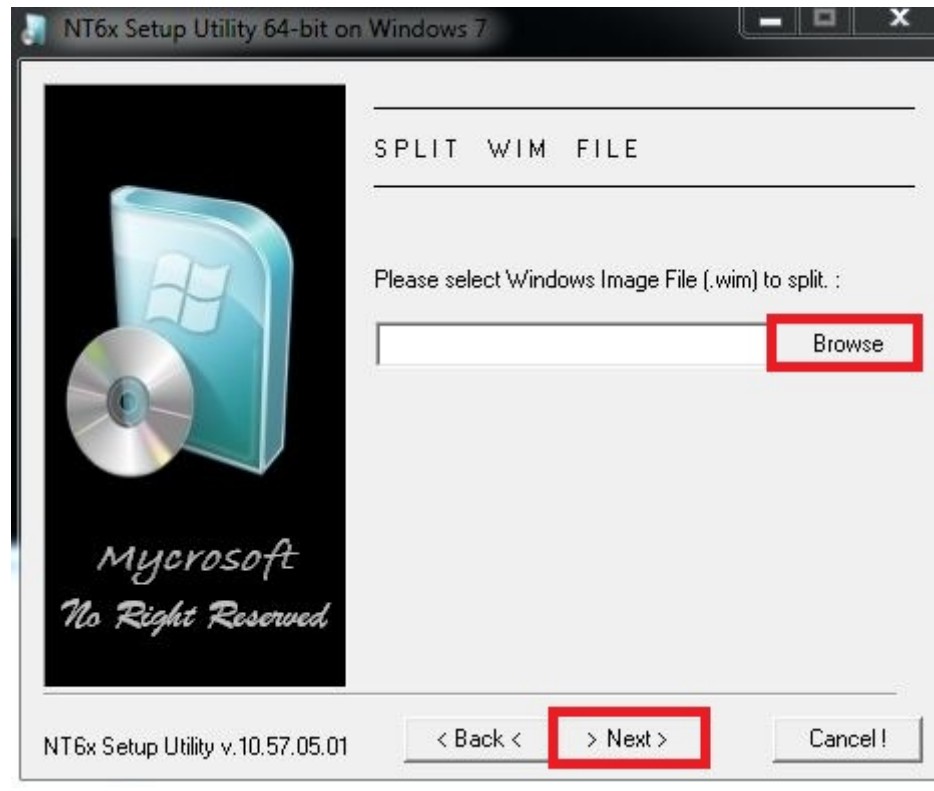 NT6x Setup Utility 64-bit on Windows 7
SPLIT WIM FILE
Please select Windows Image File (.wim) to split. :
Browse
Mycrosoft
No Right Reserved
NT6x Setup Utility v.10.57.05.01
< Back <
> Next >
Cancel !